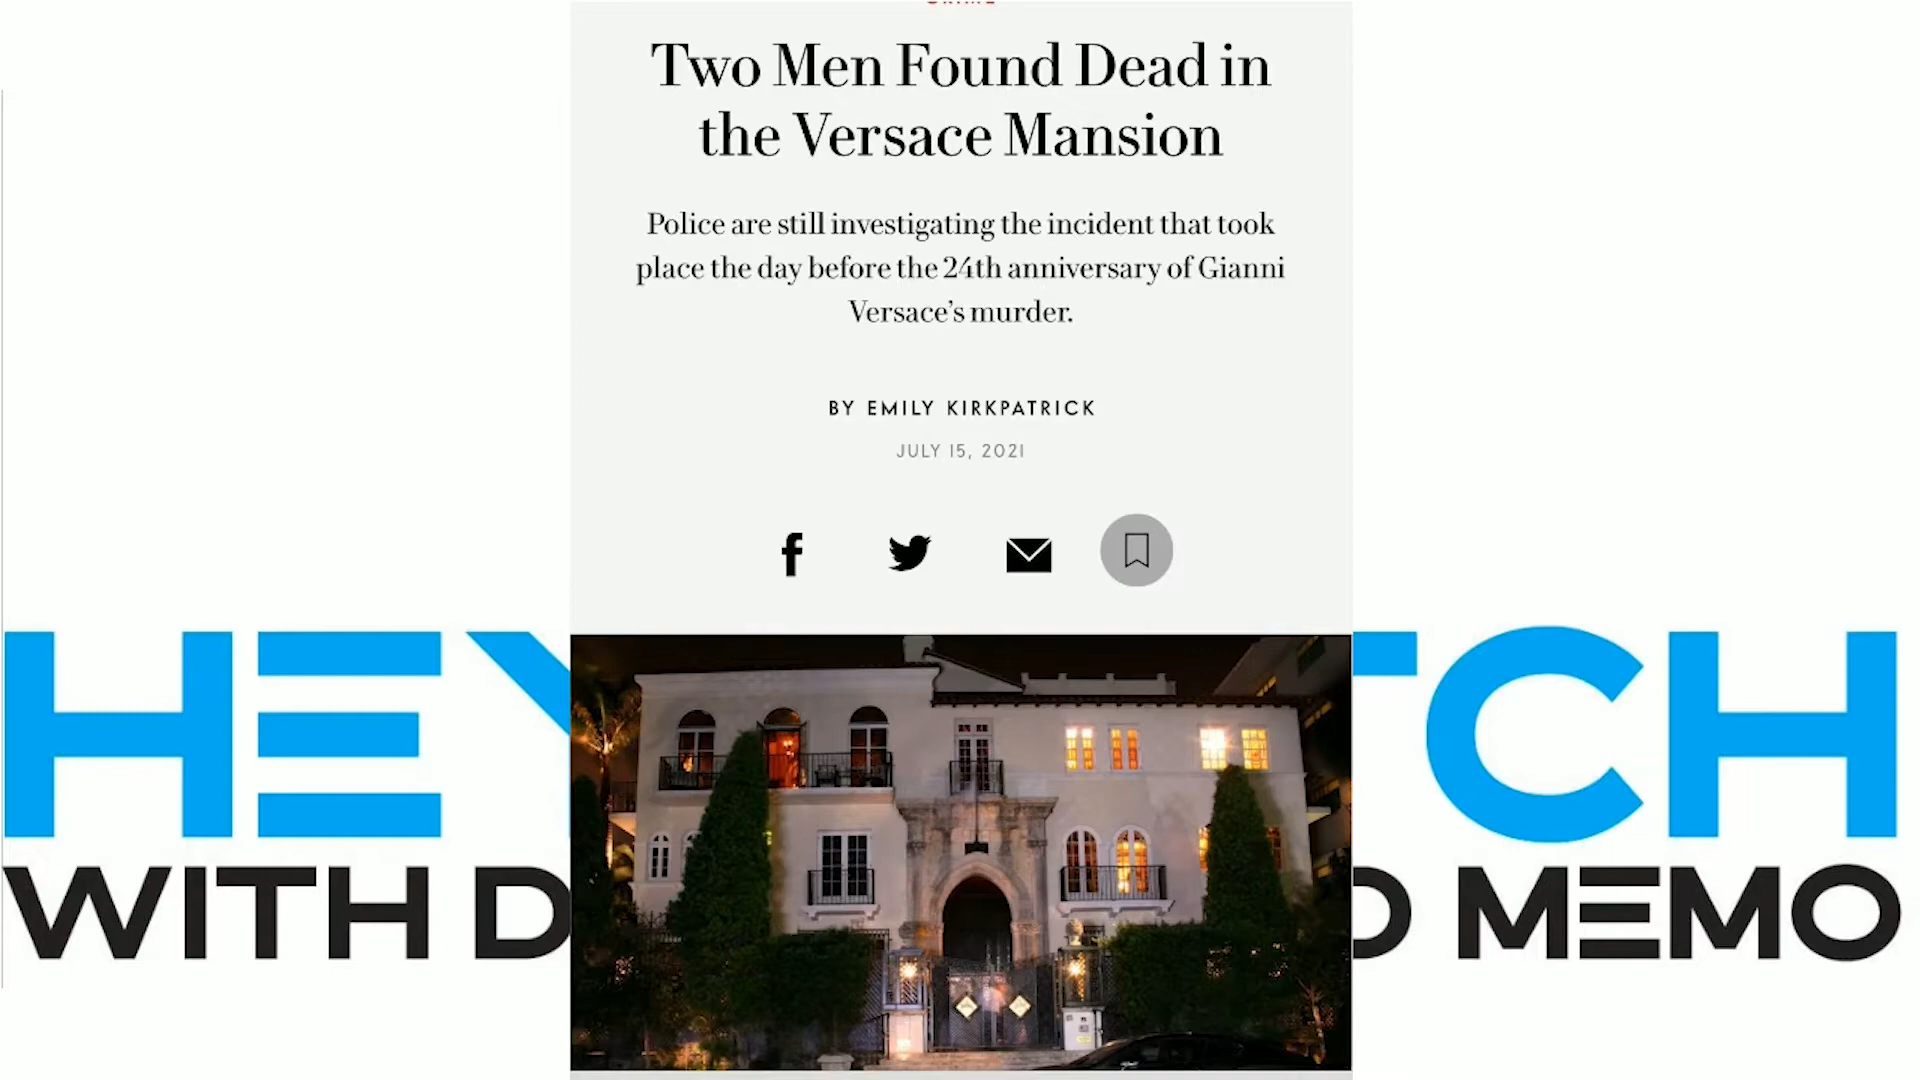 Two Men Found Dead in
the Versace Mansion
Police are still investigating the incident that took
place the day before the 24th anniversary of Gianni
Versace's murder.
BY EMILY KIRKPATRICK
JULY 15, 2021
HEY TCH
WITH D O MEMO